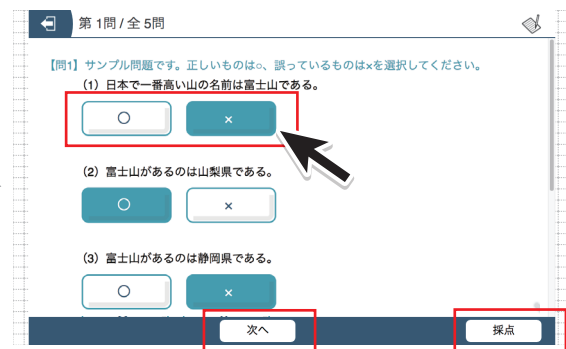 第 1問 / 全 5問
【問1】サンプル問題です。正しいものは○、誤っているものは×を選択してください。
(1) 日本で一番高い山の名前は富士山である。
○ ×
(2) 富士山があるのは山梨県である。
○ ×
(3) 富士山があるのは静岡県である。
○ ×
次へ 採点